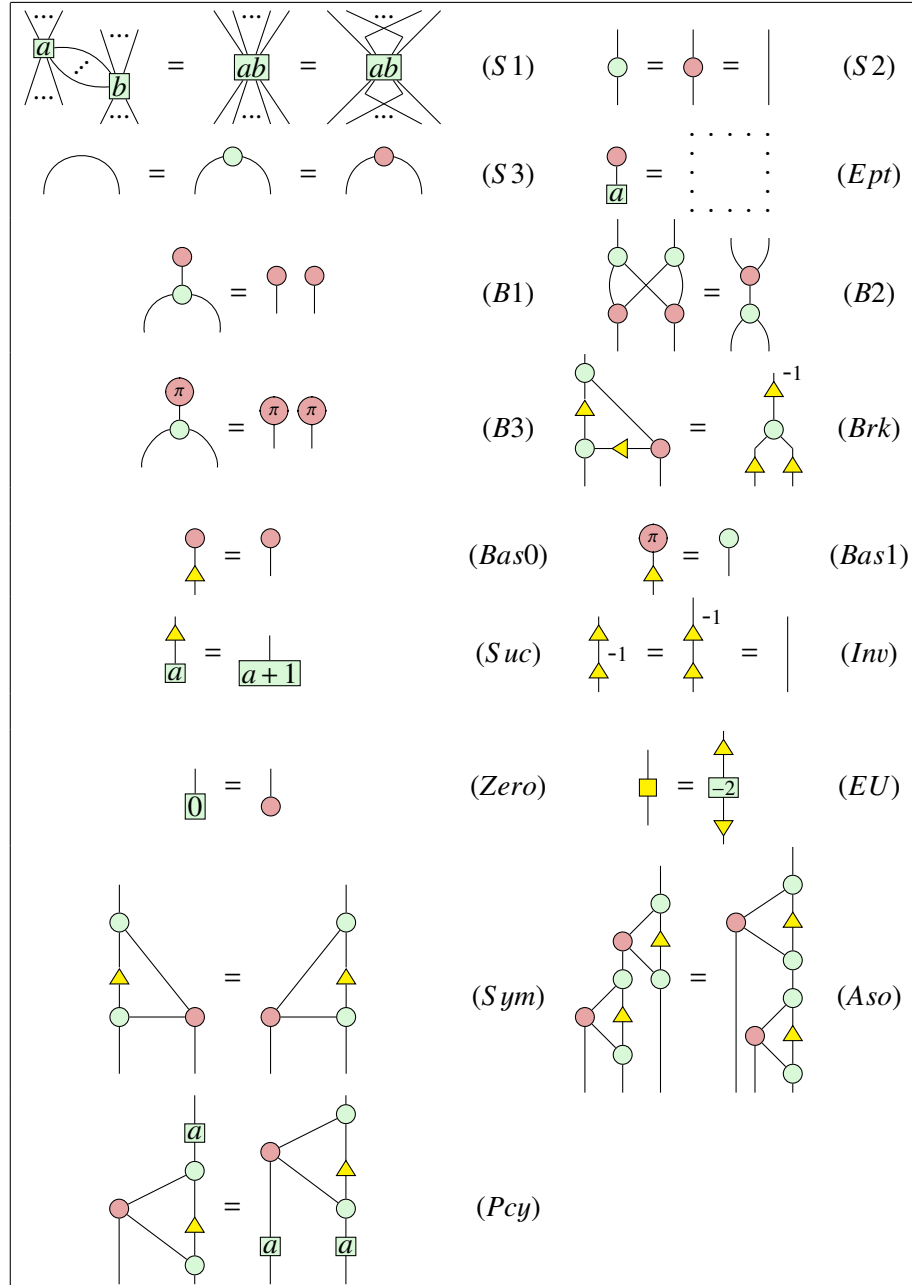 ... ...
a ... = ab = ab (S1) = = (S2)
b
... ... ... ...
= = (S3) = (Ept)
a
= (B1) = (B2)
π π π -1
= (B3) = (Brk)
= (Bas0) π = (Bas1)
-1
= (Suc) -1 = = (Inv)
a a + 1
= (Zero) = -2 (EU)
0
= (Sym) = (Aso)
a
= (Pcy)
a a